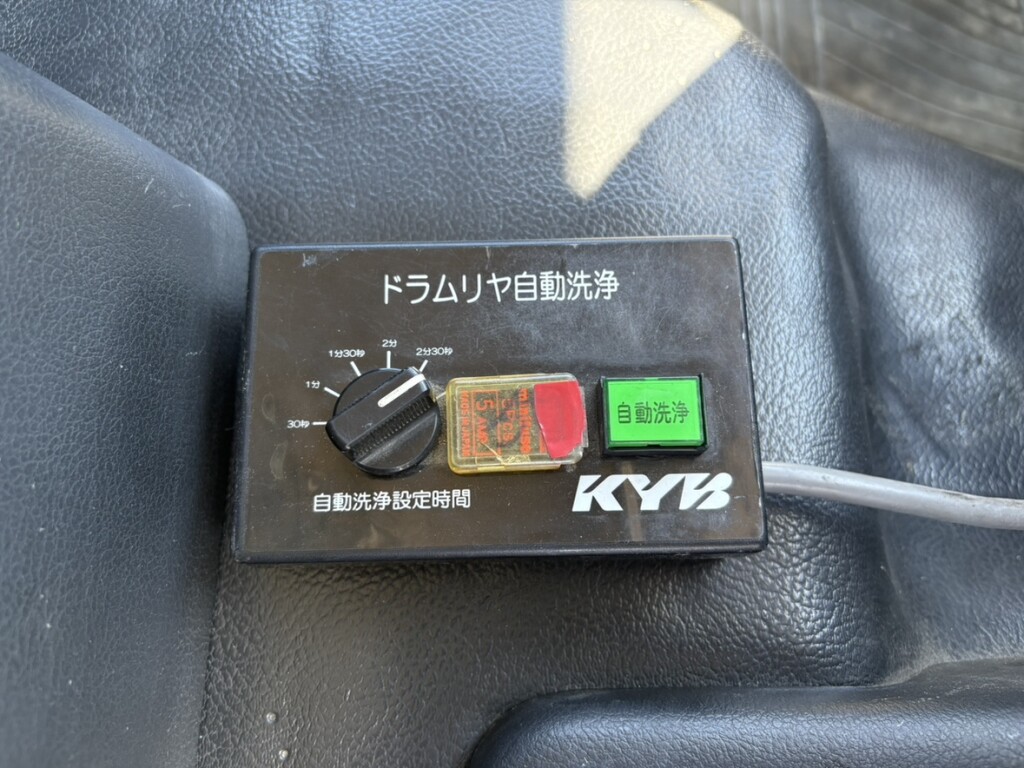 ドラムリヤ自動洗浄
2分
1分30秒
2分30秒
1分
30秒
自動洗浄
自動洗浄設定時間
KYB
5 AMP